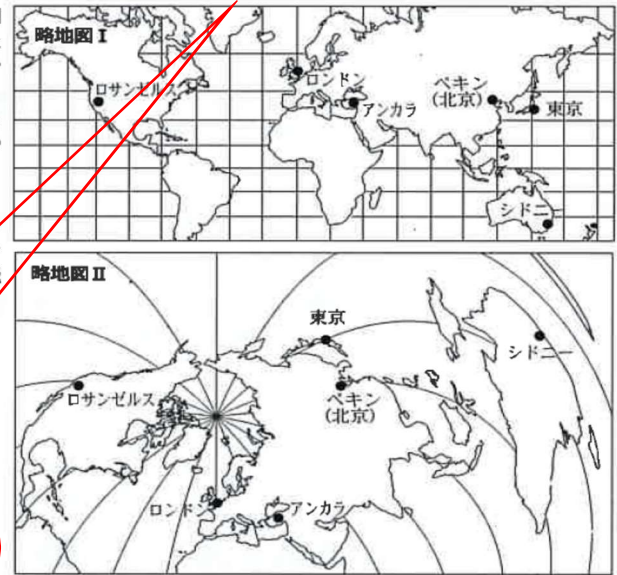 略地図Ⅰ
ロサンゼルス
ロンドン
アンカラ
ペキン
(北京)
東京
シドニー
略地図Ⅱ
東京
シドニー
ロサンゼルス
ペキン
(北京)
ロンドン
アンカラ